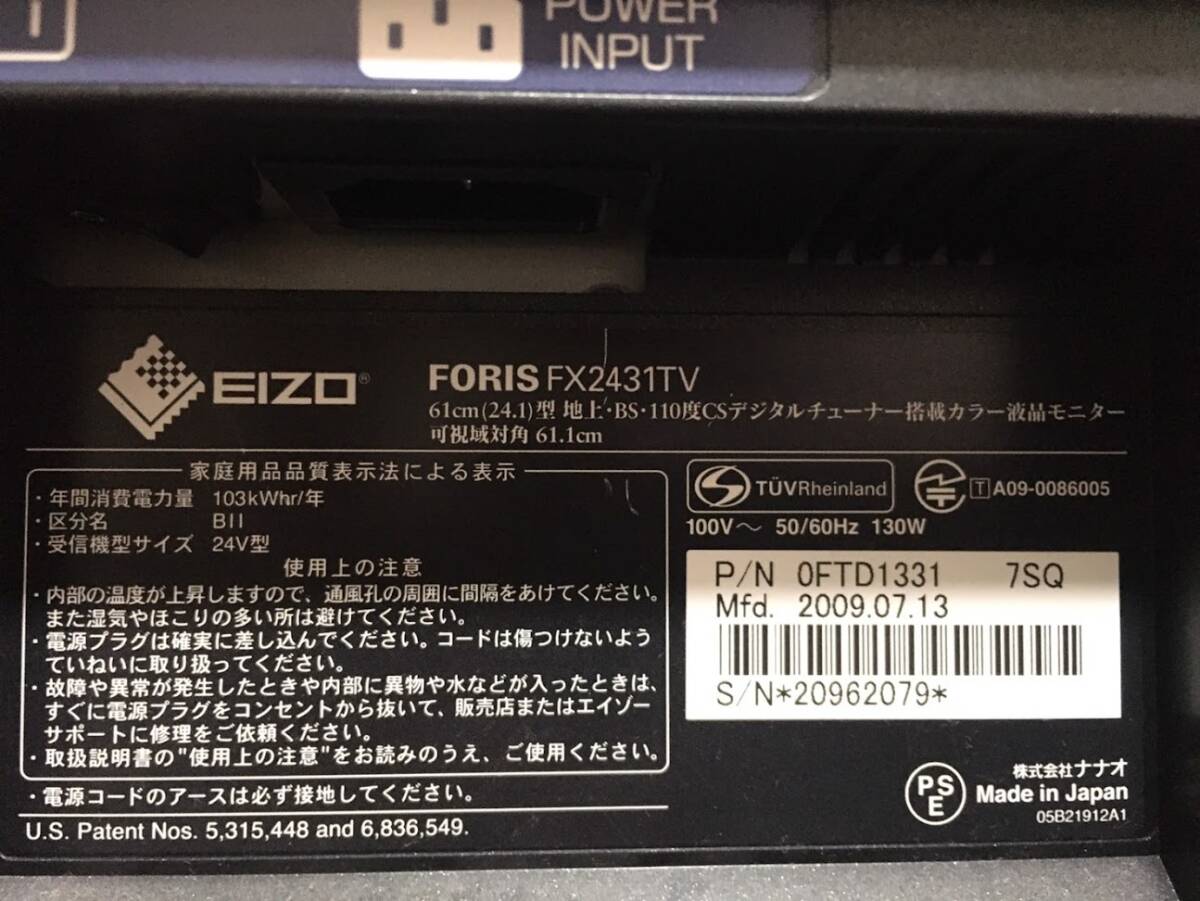 POWER
INPUT
EIZO®
FORIS FX2431TV
61cm(24.1)型 地上・BS・110度CSデジタルチューナー搭載カラー液晶モニター
可視域対角 61.1cm
家庭用品品質表示法による表示
・年間消費電力量 103kWhr/年
・区分名 BII
・受信機型サイズ 24V型
使用上の注意
・内部の温度が上昇しますので、通風孔の周囲に間隔をあけてください。
また湿気やほこりの多い所は避けてください。
・電源プラグは確実に差し込んでください。コードは傷つけないよう
ていねいに取り扱ってください。
・故障や異常が発生したときや内部に異物や水などが入ったときは、
すぐに電源プラグをコンセントから抜いて、販売店またはエイゾー
サポートに修理をご依頼ください。
・取扱説明書の"使用上の注意"をお読みのうえ、ご使用ください。
・電源コードのアースは必ず接地してください。
U.S. Patent Nos. 5,315,448 and 6,836,549.
TÜVRheinland
T A09-0086005
100V〜 50/60Hz 130W
P/N 0FTD1331 7SQ
Mfd. 2009.07.13
S/N*20962079*
PSE
株式会社ナナオ
Made in Japan
05B21912A1